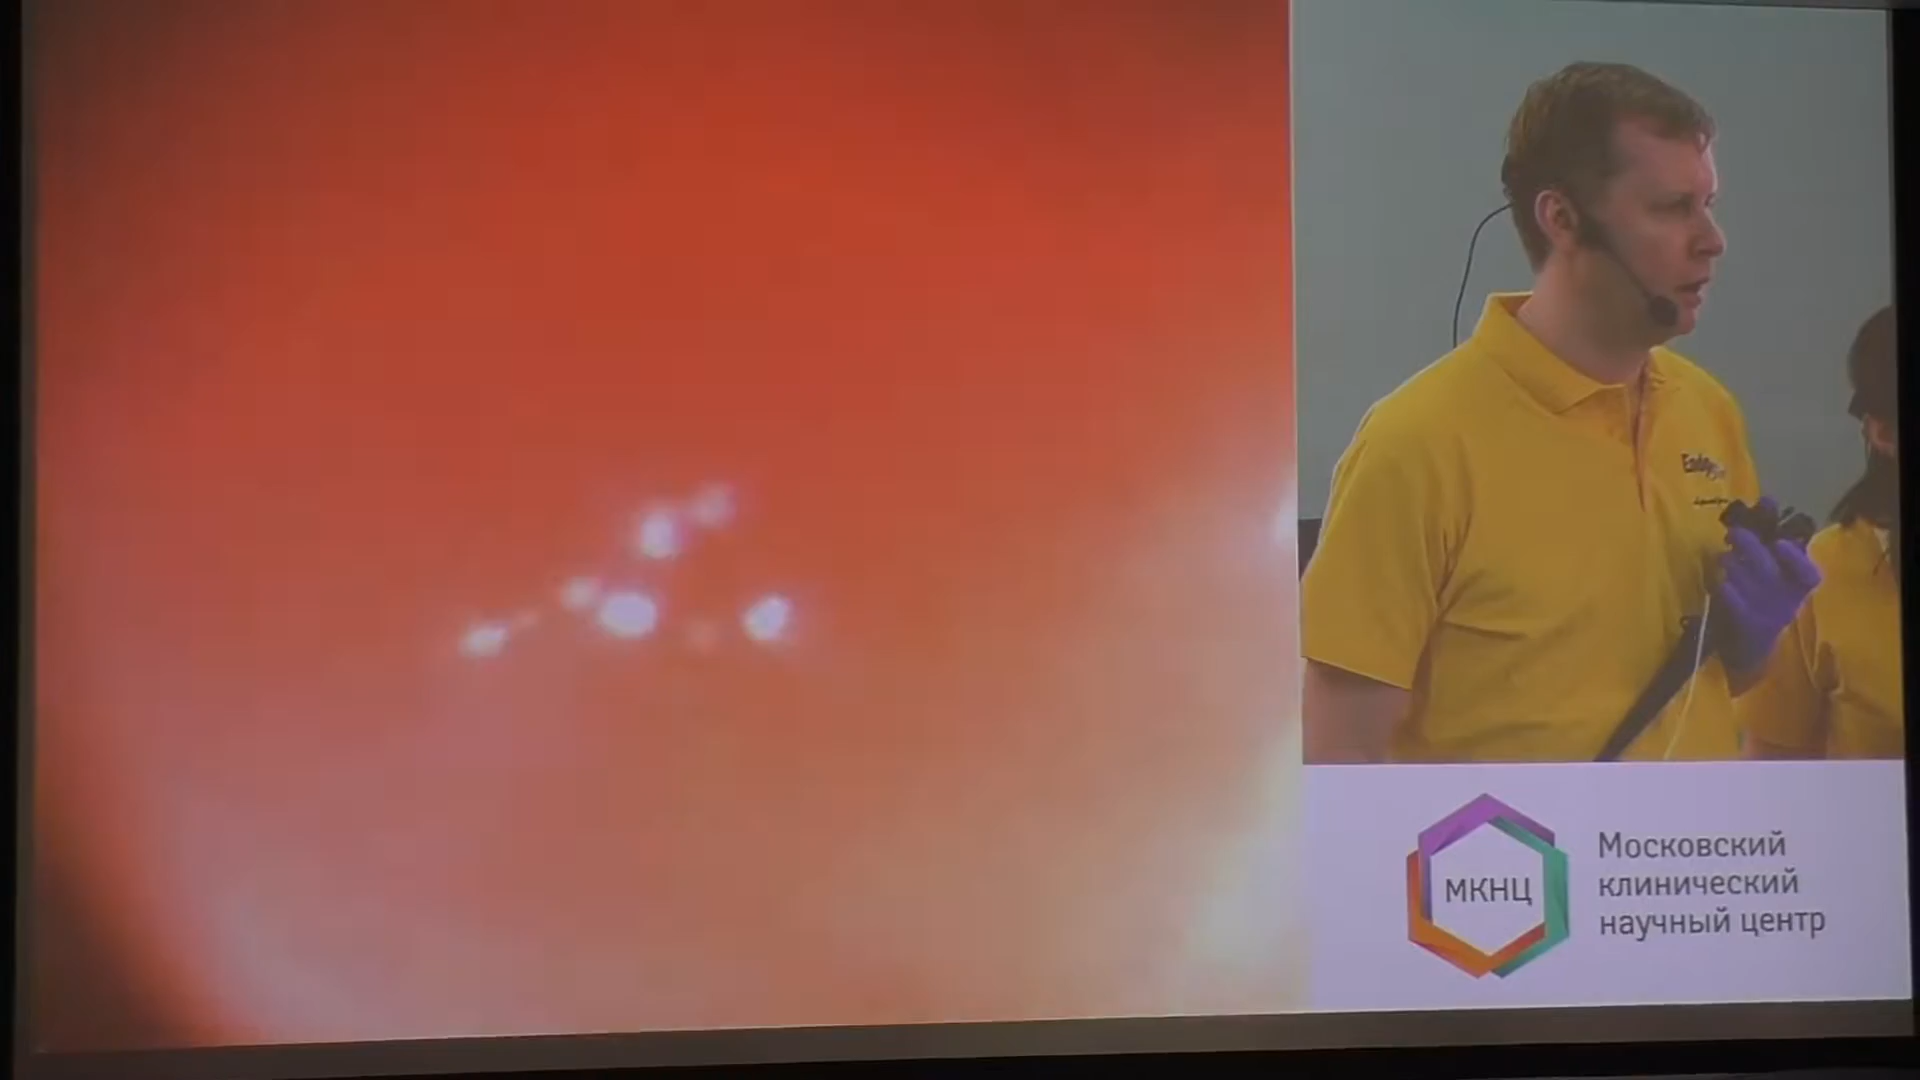 МКНЦ
Московский
клинический
научный центр